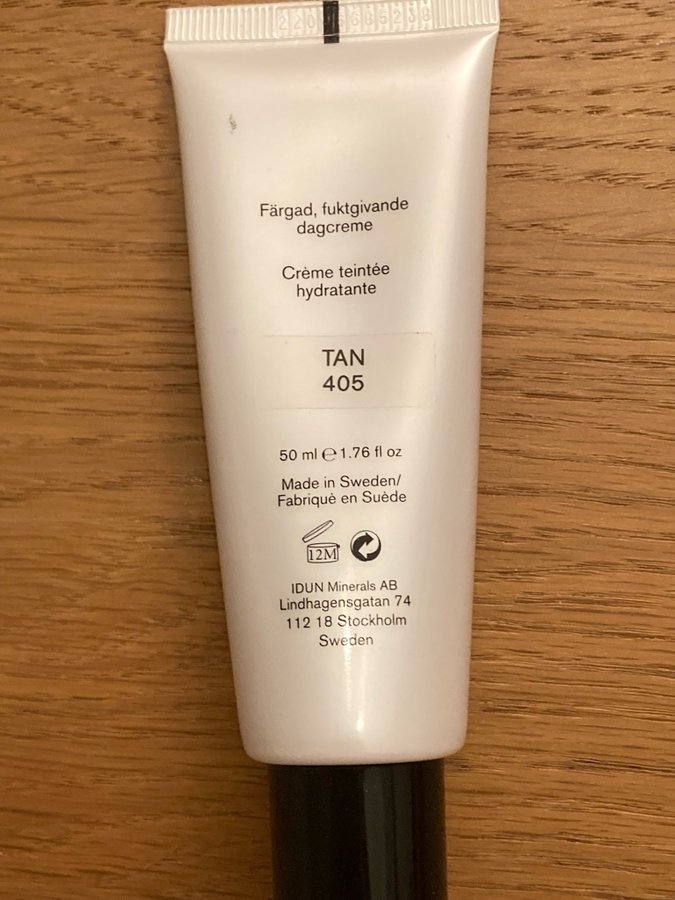 Färgad, fuktgivande
dagcreme
Crème teintée
hydratante
TAN
405
50 ml ℮ 1.76 fl oz
Made in Sweden/
Fabriquè en Suède
12M
IDUN Minerals AB
Lindhagensgatan 74
112 18 Stockholm
Sweden